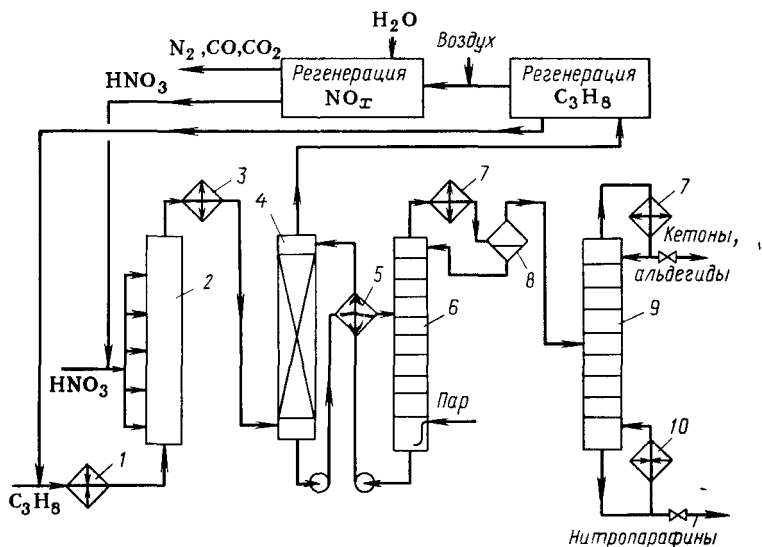 H₂O
N₂,CO,CO₂
Воздух
HNO₃
Регенерация
NOx
Регенерация
C₃H₈
3
4
7
7
Кетоны,
альдегиды
8
2
5
6
9
HNO₃
Пар
10
1
C₃H₈
Нитропарафины